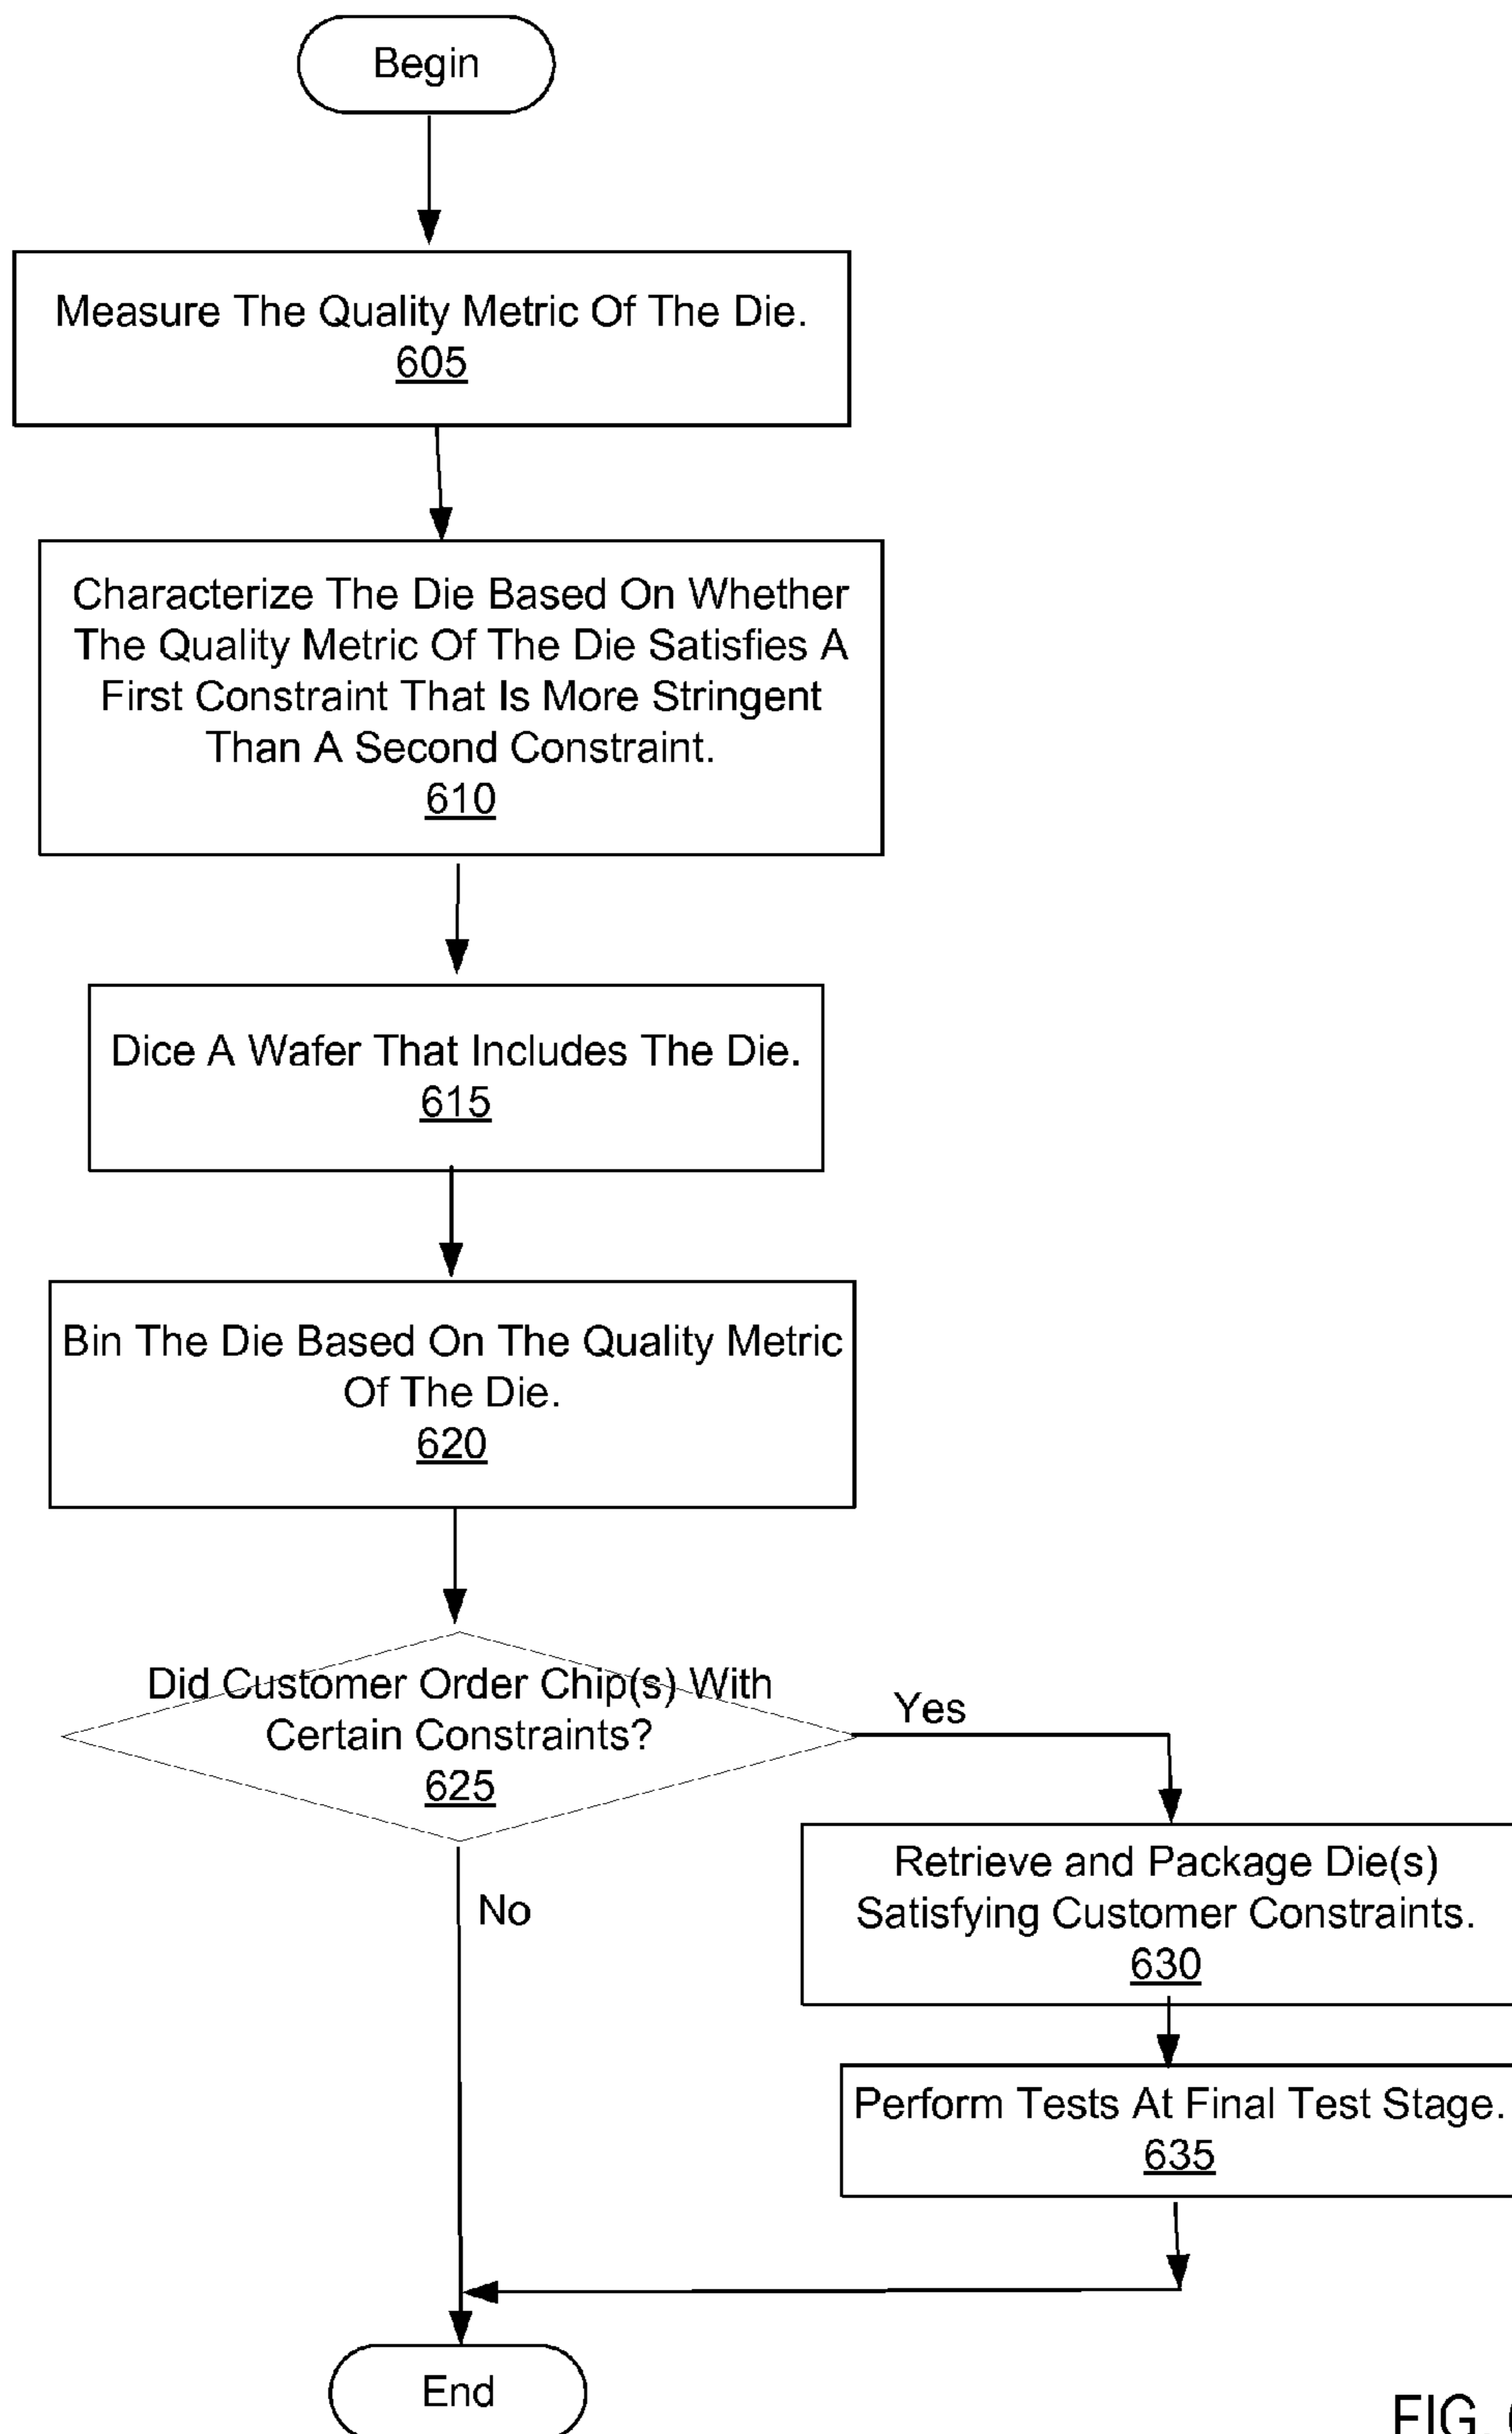 Begin
Measure The Quality Metric Of The Die.
605
Characterize The Die Based On Whether
The Quality Metric Of The Die Satisfies A
First Constraint That Is More Stringent
Than A Second Constraint.
610
Dice A Wafer That Includes The Die.
615
Bin The Die Based On The Quality Metric
Of The Die.
620
Did Customer Order Chip(s) With
Certain Constraints?
625
Yes
No
Retrieve and Package Die(s)
Satisfying Customer Constraints.
630
Perform Tests At Final Test Stage.
635
End
FIG.